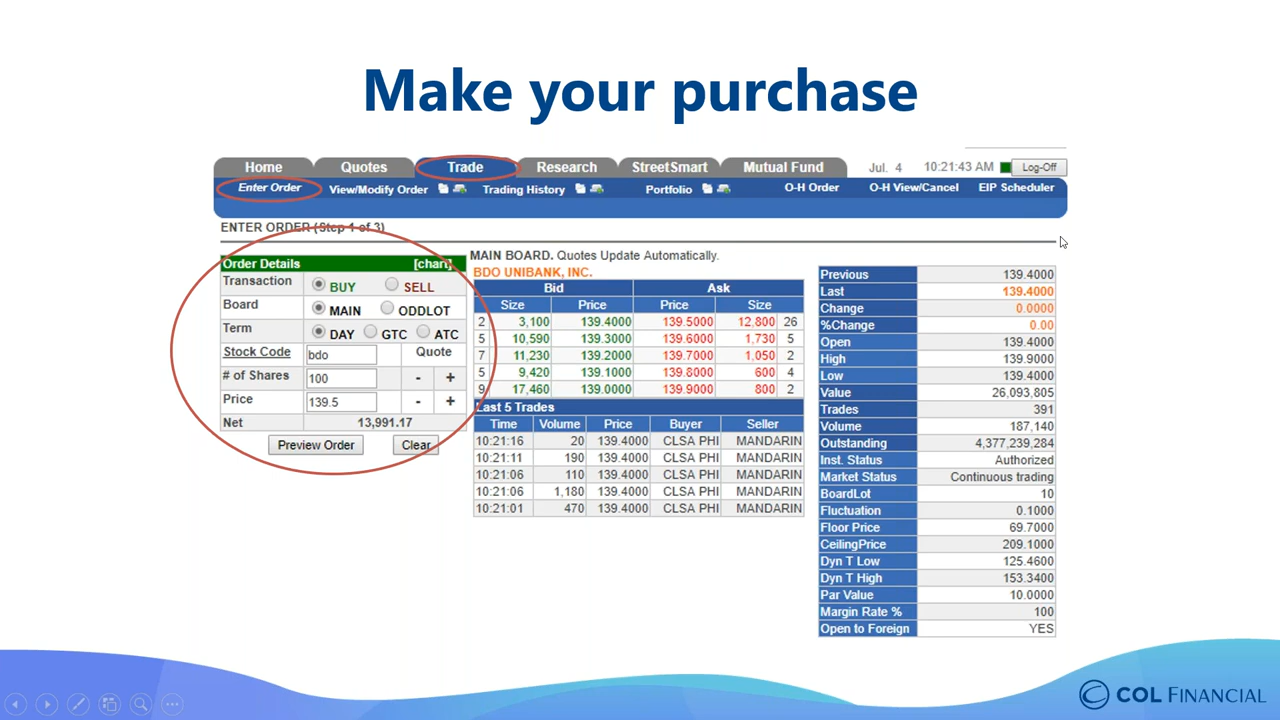 Make your purchase
Home Quotes Trade Research StreetSmart Mutual Fund Jul. 4 10:21:43 AM Log-Off
Enter Order View/Modify Order Trading History Portfolio O-H Order O-H View/Cancel EIP Scheduler
ENTER ORDER (Step 1 of 3)
Order Details [chart]
Transaction BUY SELL
Board MAIN ODDLOT
Term DAY GTC ATC
Stock Code bdo Quote
# of Shares 100 - +
Price 139.5 - +
Net 13,991.17
Preview Order Clear
MAIN BOARD. Quotes Update Automatically.
BDO UNIBANK, INC.
Bid Ask
Size Price Price Size
2 3,100 139.4000 139.5000 12,800 26
5 10,590 139.3000 139.6000 1,730 5
7 11,230 139.2000 139.7000 1,050 2
5 9,420 139.1000 139.8000 600 4
9 17,460 139.0000 139.9000 800 2
Last 5 Trades
Time Volume Price Buyer Seller
10:21:16 20 139.4000 CLSA PHI MANDARIN
10:21:11 190 139.4000 CLSA PHI MANDARIN
10:21:06 110 139.4000 CLSA PHI MANDARIN
10:21:06 1,180 139.4000 CLSA PHI MANDARIN
10:21:01 470 139.4000 CLSA PHI MANDARIN
Previous 139.4000
Last 139.4000
Change 0.0000
%Change 0.00
Open 139.4000
High 139.9000
Low 139.4000
Value 26,093,805
Trades 391
Volume 187,140
Outstanding 4,377,239,284
Inst. Status Authorized
Market Status Continuous trading
BoardLot 10
Fluctuation 0.1000
Floor Price 69.7000
CeilingPrice 209.1000
Dyn T Low 125.4600
Dyn T High 153.3400
Par Value 10.0000
Margin Rate % 100
Open to Foreign YES
COL FINANCIAL